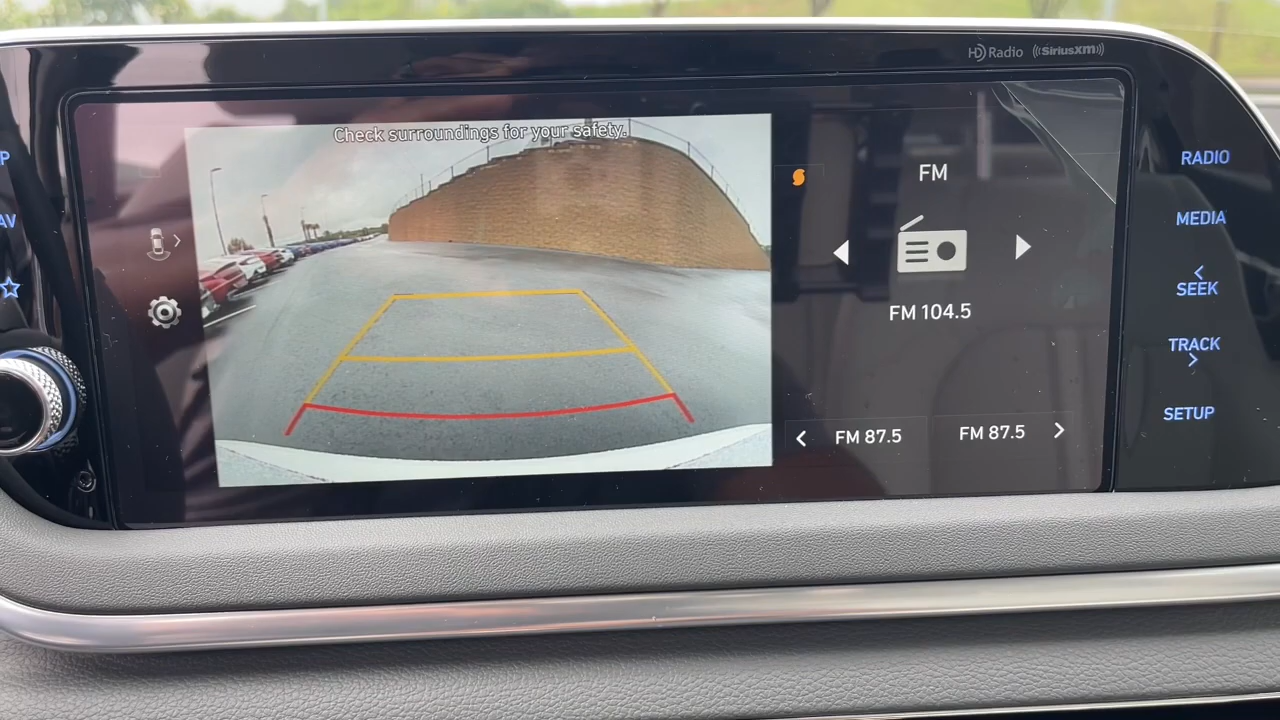 HD Radio
SiriusXM
P
AV
Check surroundings for your safety.
FM
FM 104.5
FM 87.5
FM 87.5
RADIO
MEDIA
SEEK
TRACK
SETUP